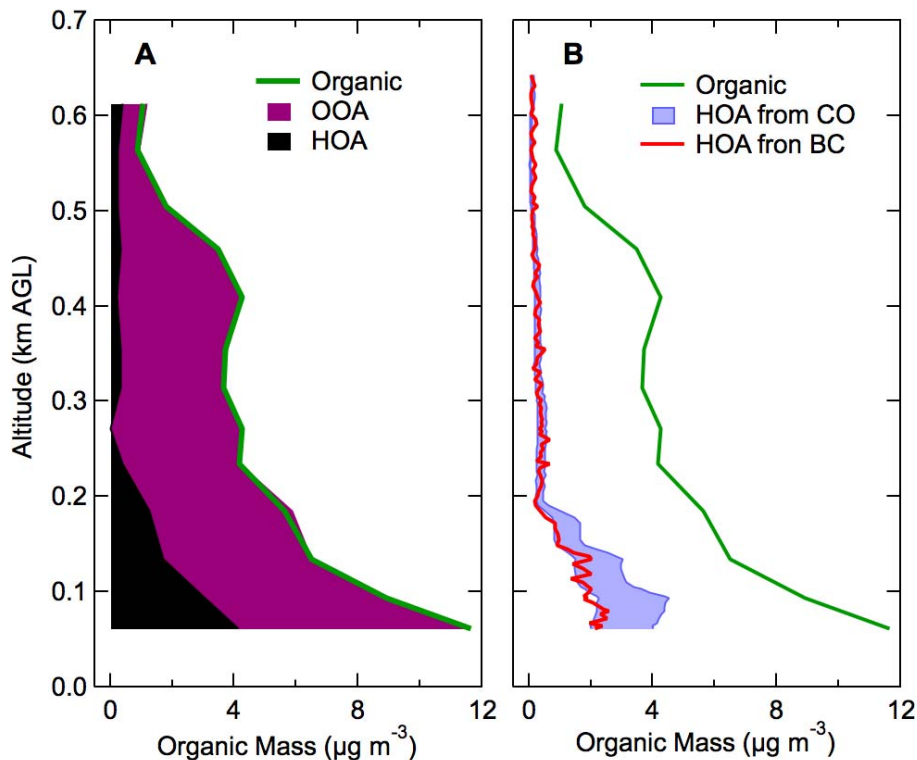 A
Organic
OOA
HOA
B
Organic
HOA from CO
HOA fron BC
0.7
0.6
0.5
0.4
0.3
0.2
0.1
0.0
Altitude (km AGL)
0
4
8
12
Organic Mass (µg m⁻³)
0
4
8
12
Organic Mass (µg m⁻³)